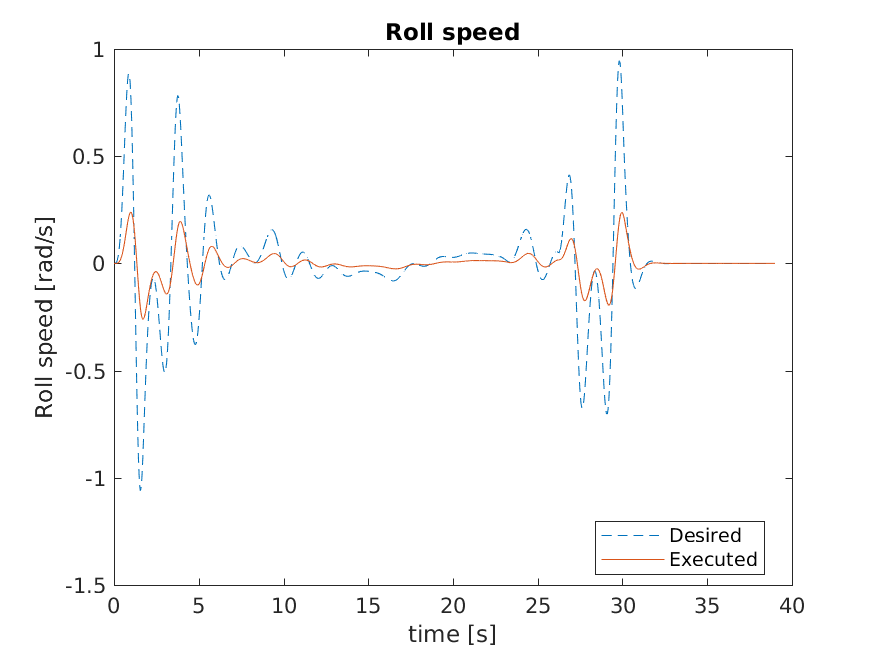 Roll speed
1
0.5
0
-0.5
-1
-1.5
Roll speed [rad/s]
0 5 10 15 20 25 30 35 40
time [s]
Desired
Executed